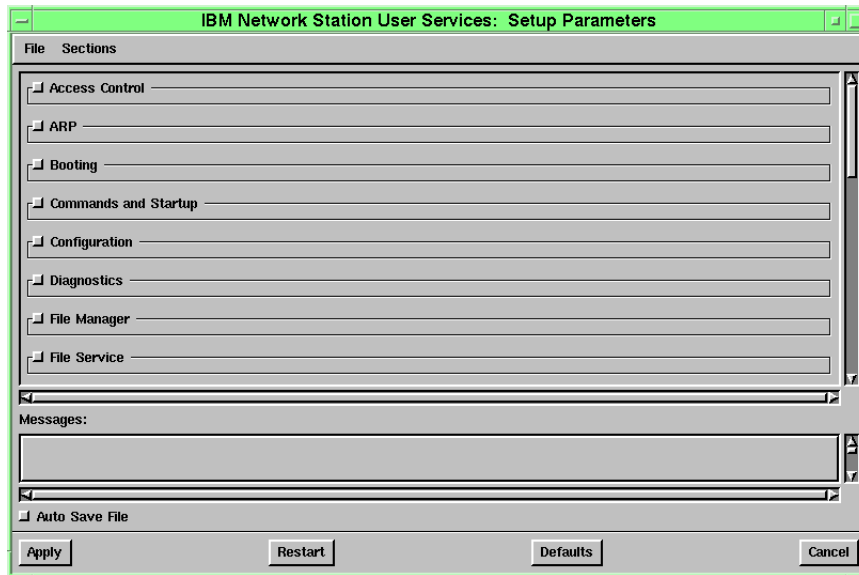 IBM Network Station User Services: Setup Parameters
File Sections
Access Control
ARP
Booting
Commands and Startup
Configuration
Diagnostics
File Manager
File Service
Messages:
Auto Save File
Apply Restart Defaults Cancel